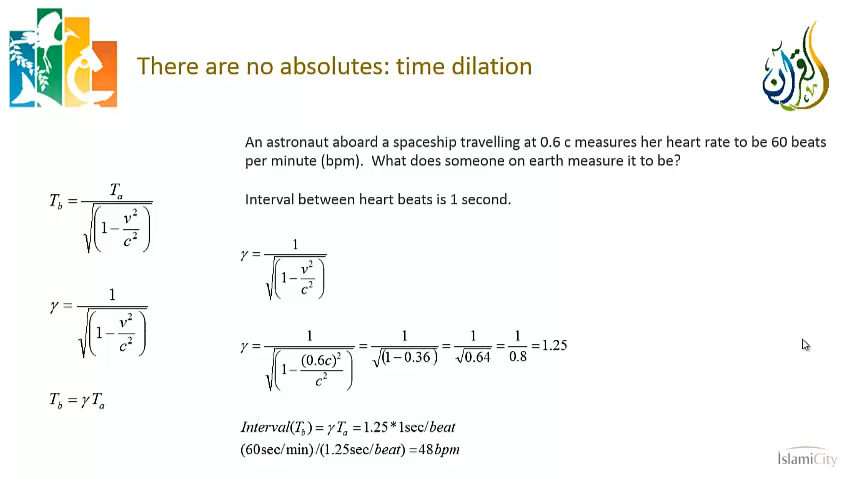 There are no absolutes: time dilation
An astronaut aboard a spaceship travelling at 0.6 c measures her heart rate to be 60 beats
per minute (bpm). What does someone on earth measure it to be?
Interval between heart beats is 1 second.
T_b = T_a / √(1 − v²/c²)
γ = 1 / √(1 − v²/c²)
T_b = γ T_a
γ = 1 / √(1 − v²/c²)
γ = 1 / √(1 − (0.6c)²/c²) = 1 / √(1 − 0.36) = 1 / √0.64 = 1 / 0.8 = 1.25
Interval(T_b) = γ T_a = 1.25 * 1sec/beat
(60sec/min)/(1.25sec/beat) = 48bpm
القرآن
IslamiCity